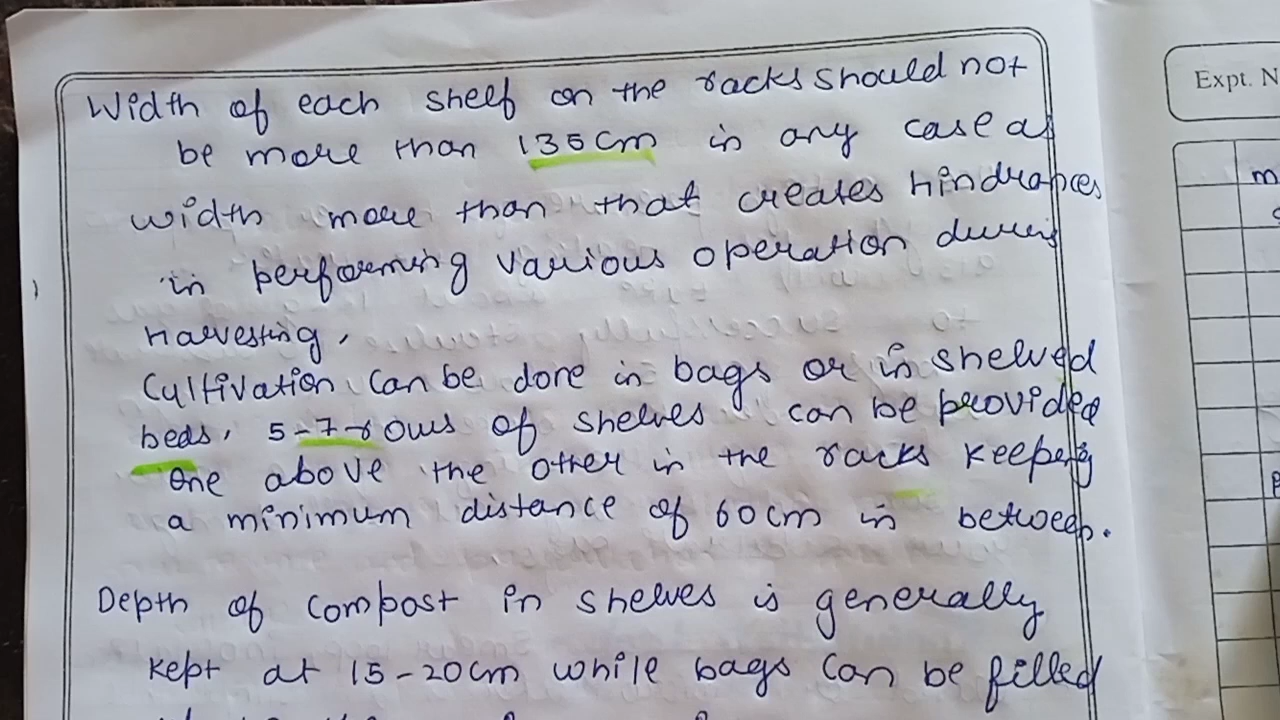 Width of each shelf on the racks should not
be more than 135cm in any case as
width more than that creates hindrances
in performing various operation during
harvesting.
Cultivation can be done in bags or in shelved
beds. 5-7 rows of shelves can be provided
One above the other in the racks keeping
a minimum distance of 60cm in between.
Depth of compost in shelves is generally
kept at 15-20cm while bags can be filled
Expt. N
m